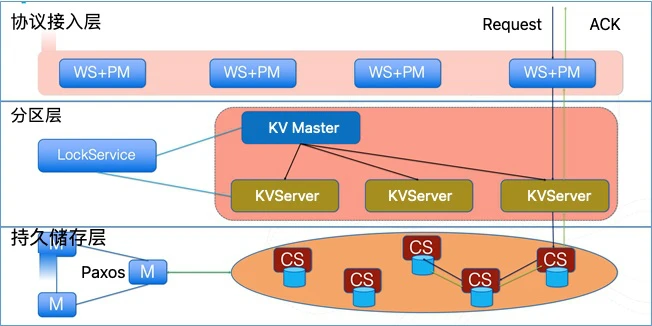 协议接入层
Request
ACK
WS+PM
WS+PM
WS+PM
WS+PM
分区层
KV Master
LockService
KVServer
KVServer
KVServer
持久储存层
M
Paxos
M
M
CS
CS
CS
CS
CS